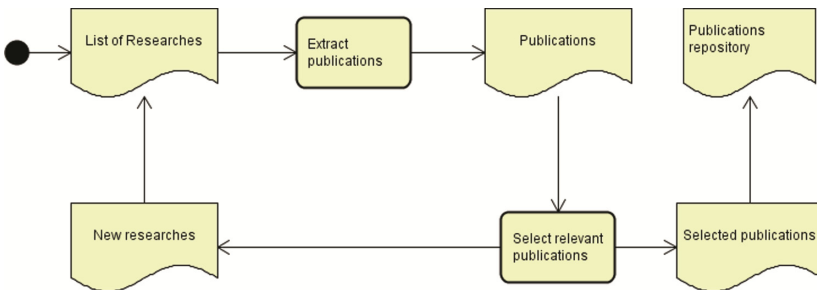 List of Researches
Extract
publications
Publications
Publications
repository
New researches
Select relevant
publications
Selected publications